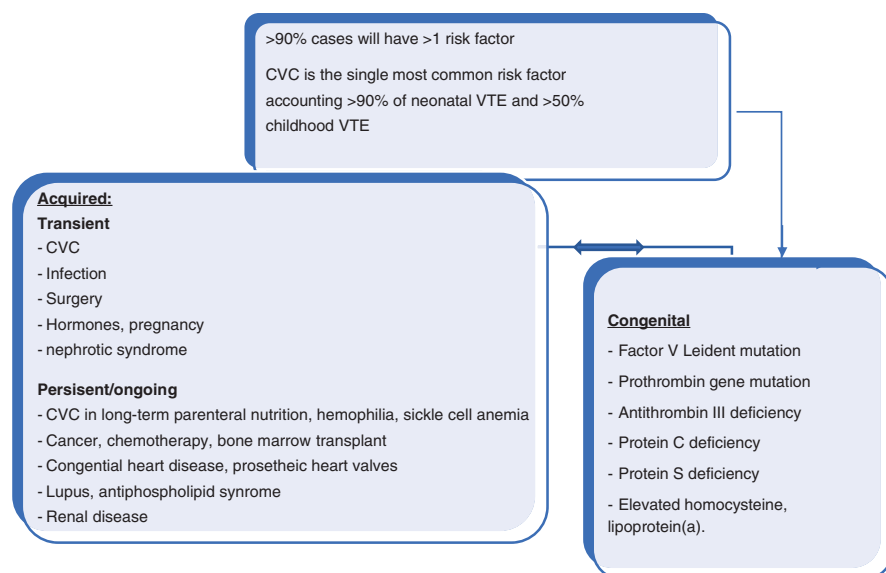 >90% cases will have >1 risk factor
CVC is the single most common risk factor
accounting >90% of neonatal VTE and >50%
childhood VTE
Acquired:
Transient
- CVC
- Infection
- Surgery
- Hormones, pregnancy
- nephrotic syndrome
Persisent/ongoing
- CVC in long-term parenteral nutrition, hemophilia, sickle cell anemia
- Cancer, chemotherapy, bone marrow transplant
- Congential heart disease, prosetheic heart valves
- Lupus, antiphospholipid synrome
- Renal disease
Congenital
- Factor V Leident mutation
- Prothrombin gene mutation
- Antithrombin III deficiency
- Protein C deficiency
- Protein S deficiency
- Elevated homocysteine,
lipoprotein(a).